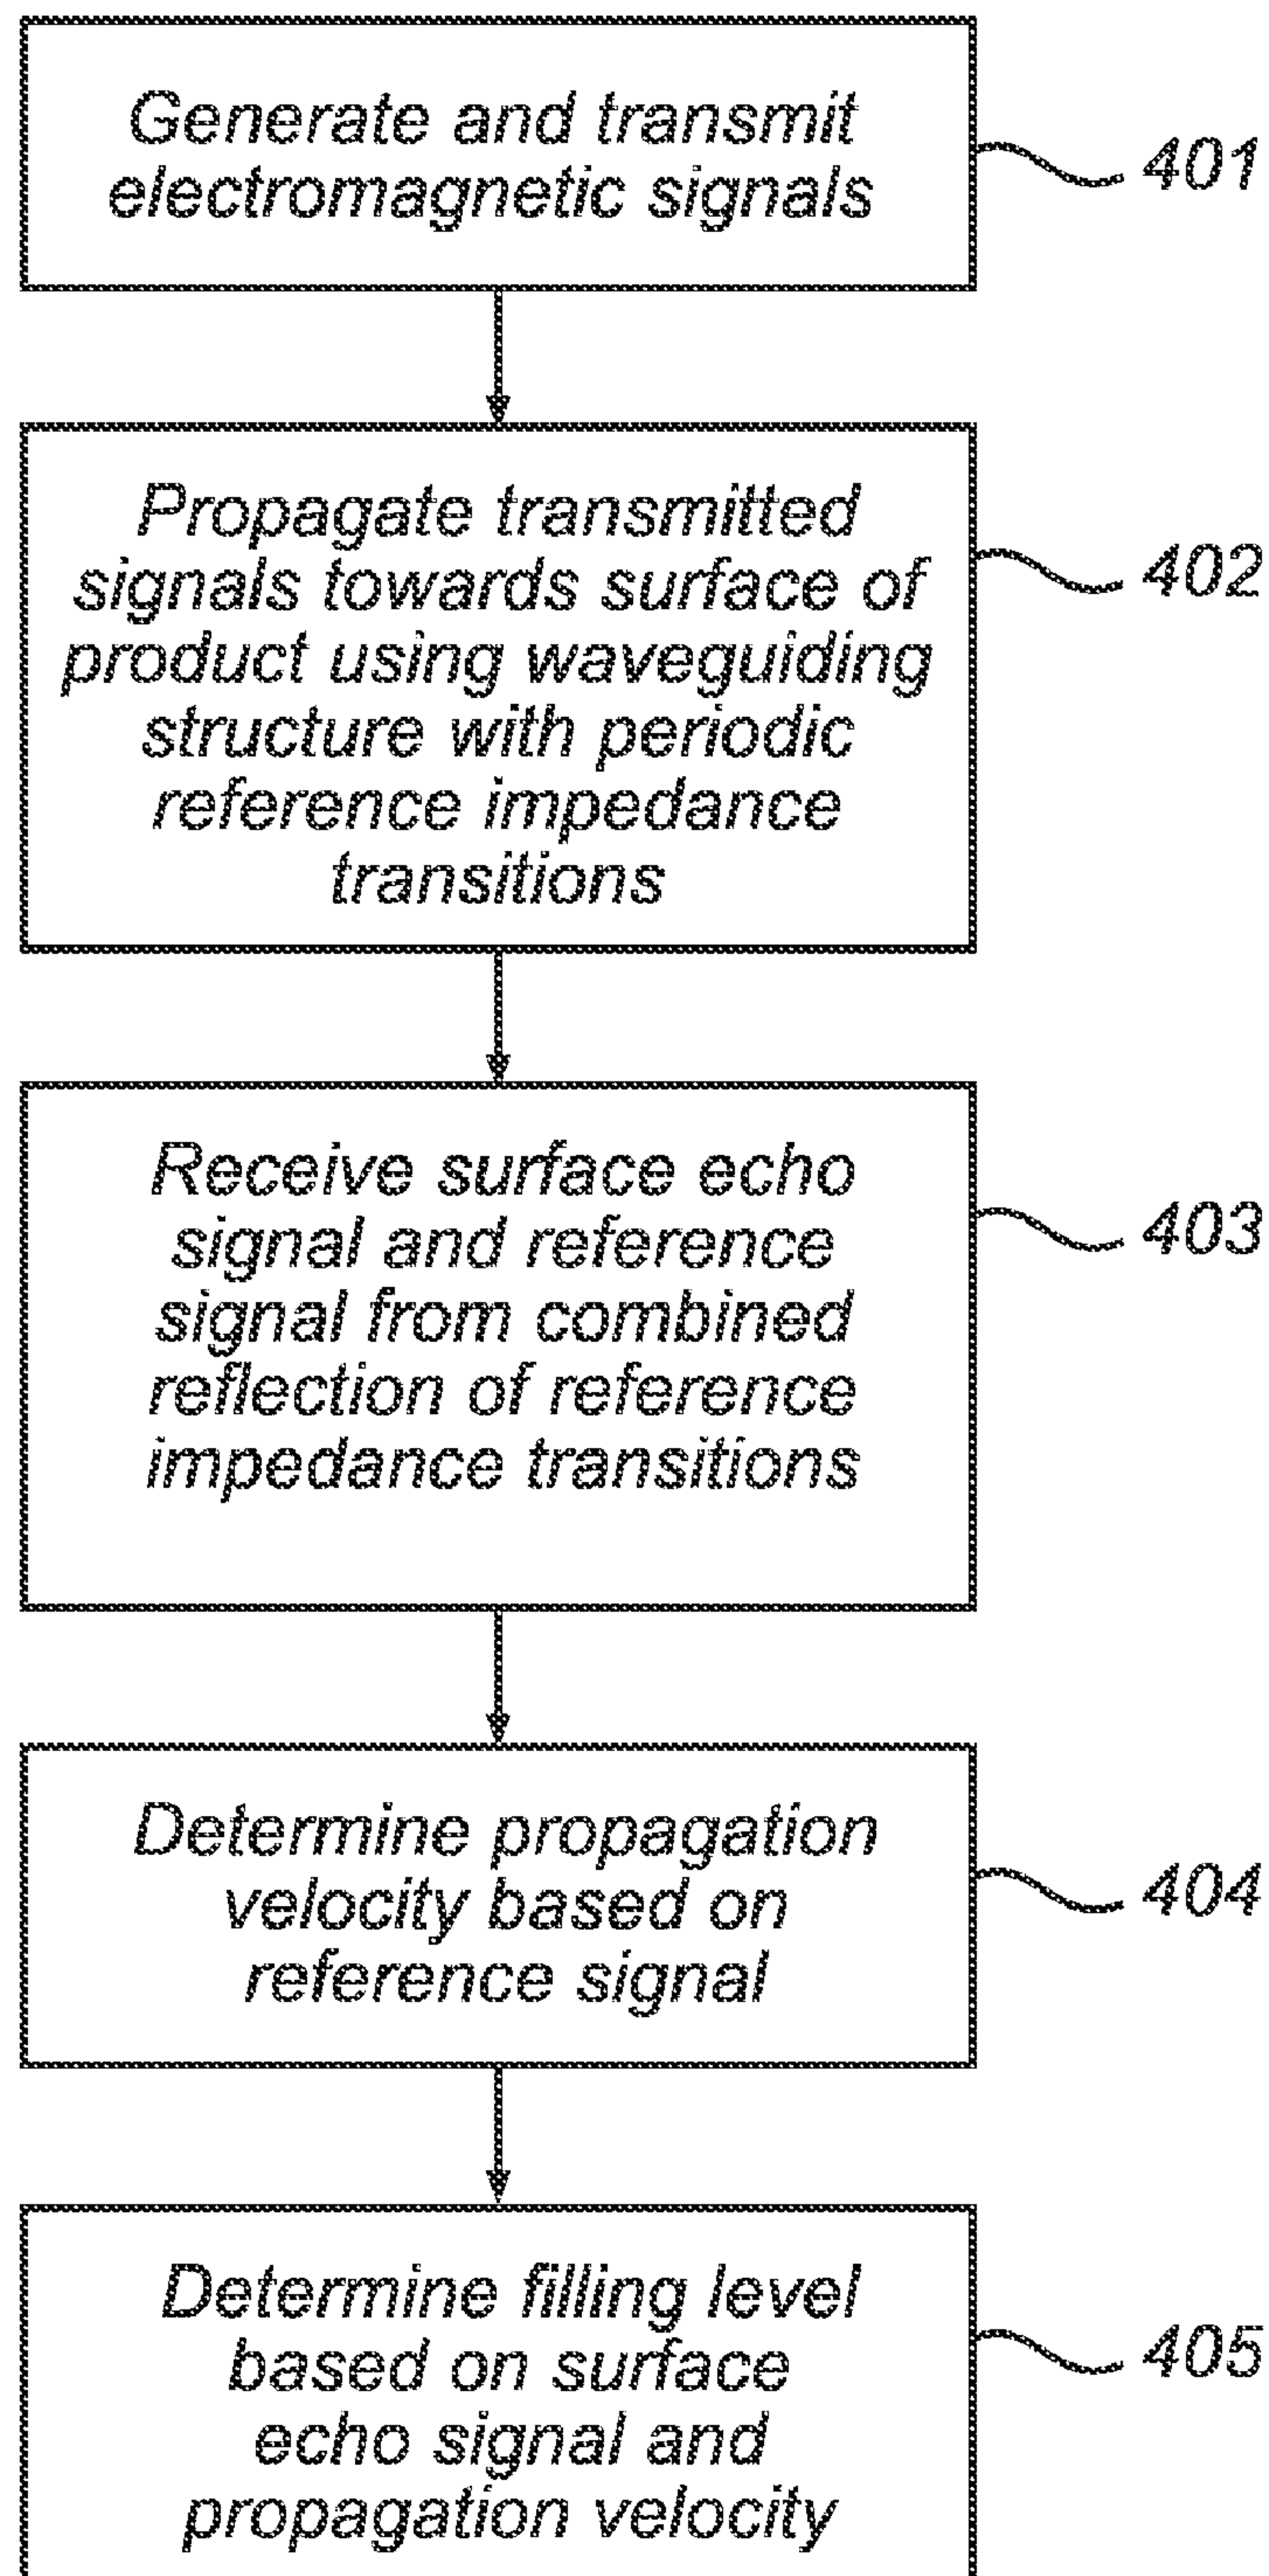 Generate and transmit
electromagnetic signals
401
Propagate transmitted
signals towards surface of
product using waveguiding
structure with periodic
reference impedance
transitions
402
Receive surface echo
signal and reference
signal from combined
reflection of reference
impedance transitions
403
Determine propagation
velocity based on
reference signal
404
Determine filling level
based on surface
echo signal and
propagation velocity
405